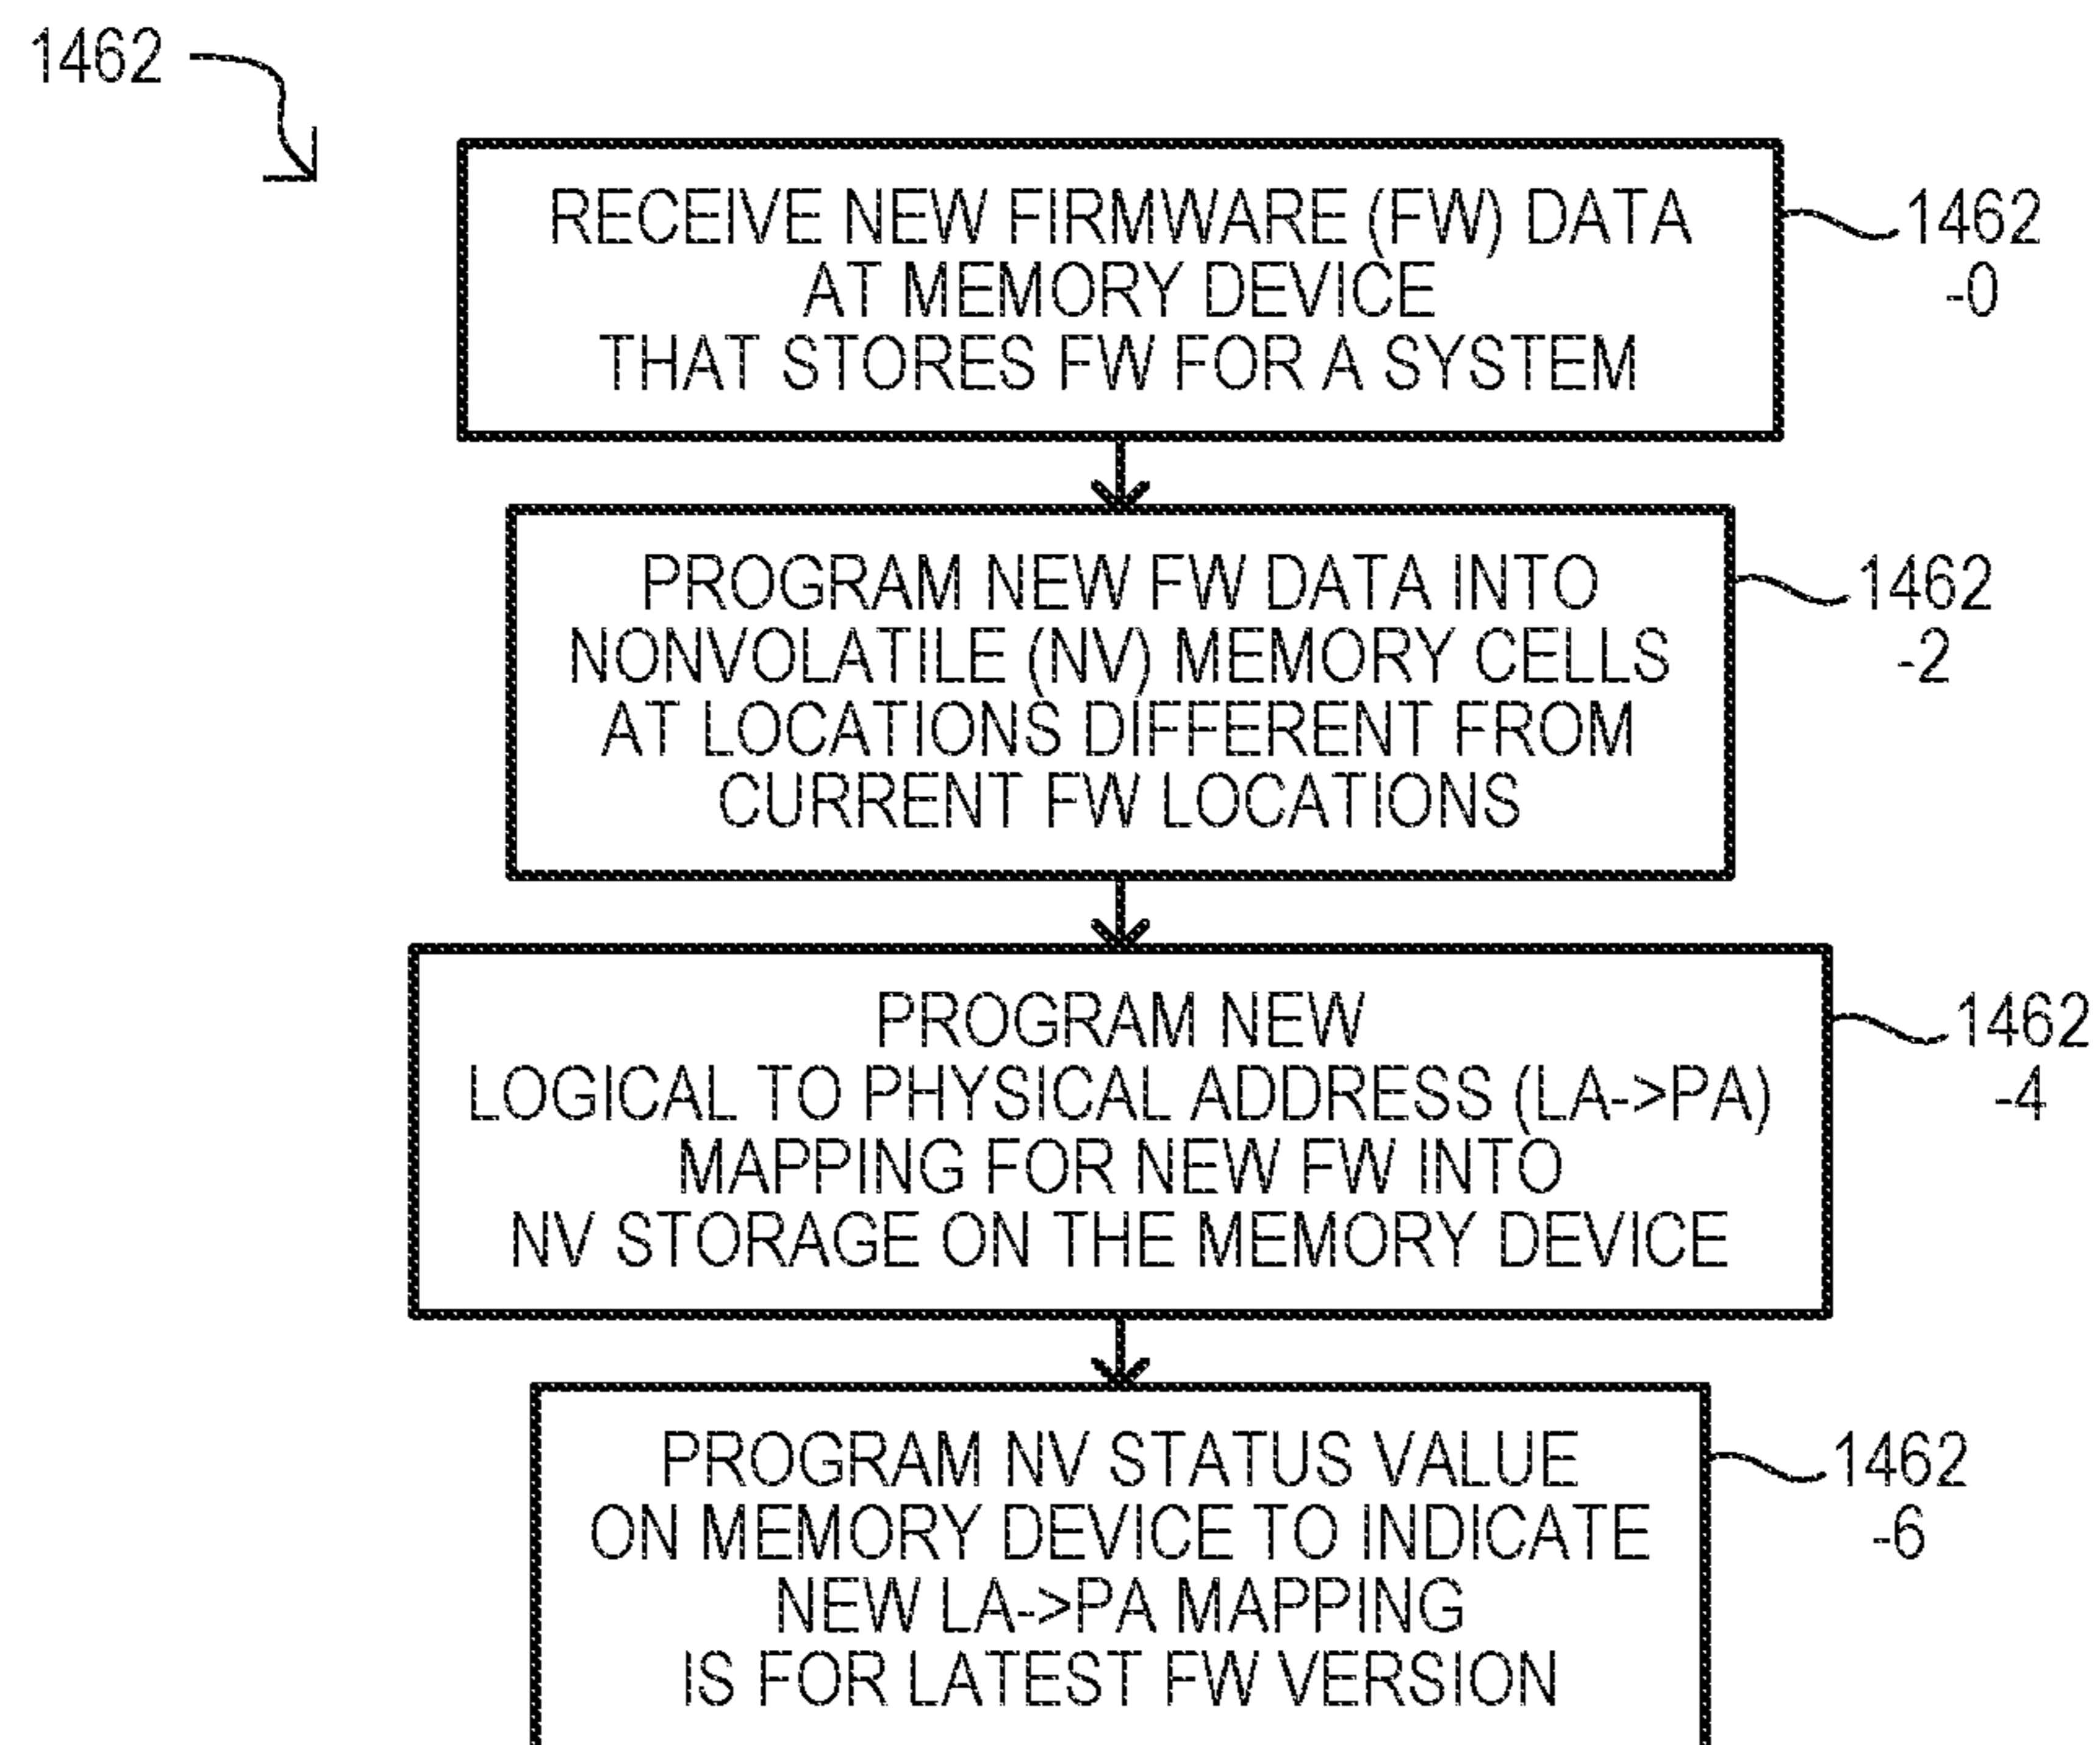 1462
RECEIVE NEW FIRMWARE (FW) DATA
AT MEMORY DEVICE
THAT STORES FW FOR A SYSTEM
1462
-0
PROGRAM NEW FW DATA INTO
NONVOLATILE (NV) MEMORY CELLS
AT LOCATIONS DIFFERENT FROM
CURRENT FW LOCATIONS
1462
-2
PROGRAM NEW
LOGICAL TO PHYSICAL ADDRESS (LA->PA)
MAPPING FOR NEW FW INTO
NV STORAGE ON THE MEMORY DEVICE
1462
-4
PROGRAM NV STATUS VALUE
ON MEMORY DEVICE TO INDICATE
NEW LA->PA MAPPING
IS FOR LATEST FW VERSION
1462
-6